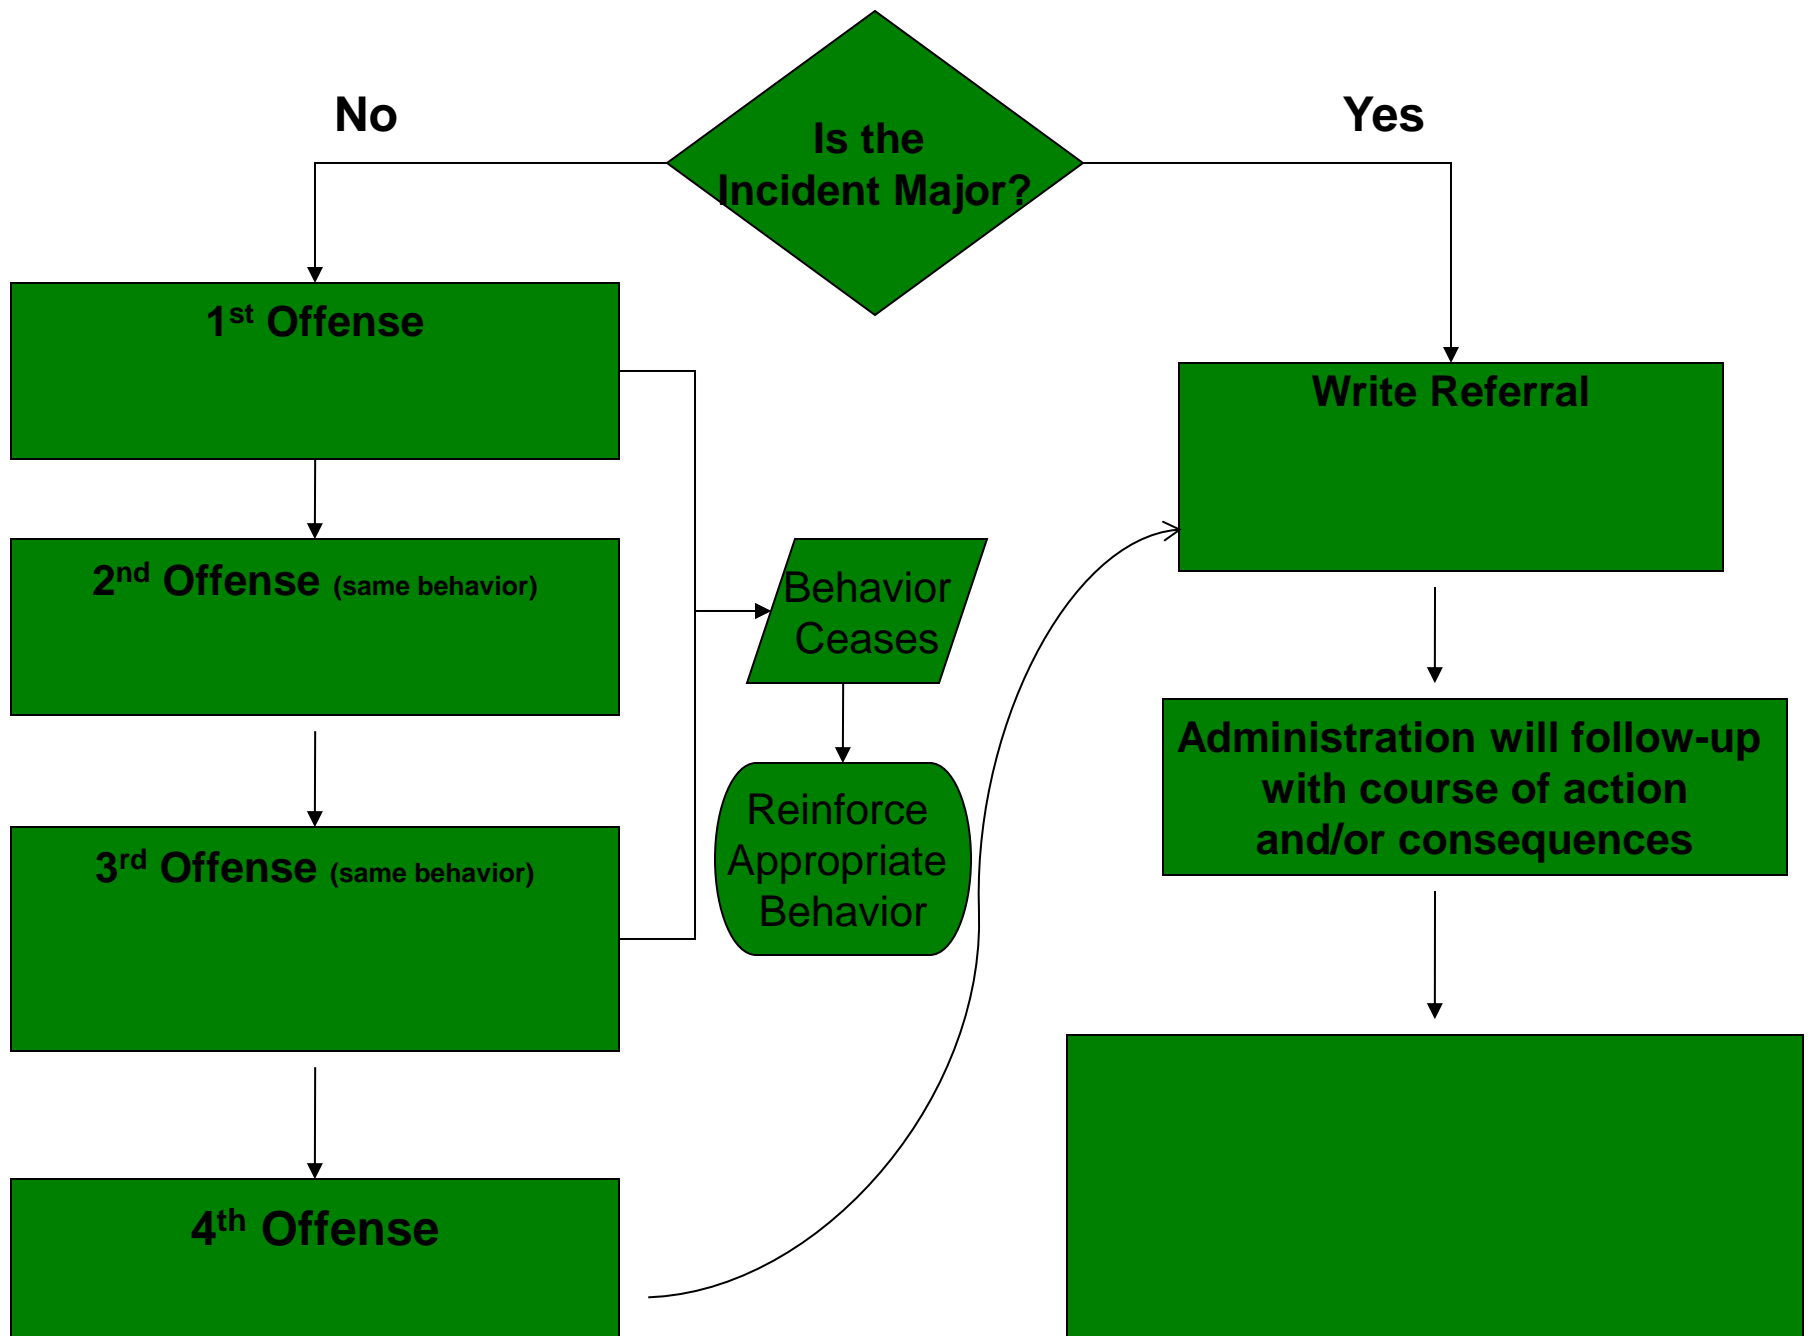 No
Yes
Is the
Incident Major?
1st Offense
Write Referral
2nd Offense (same behavior)
Behavior
Ceases
Administration will follow-up
with course of action
and/or consequences
3rd Offense (same behavior)
Reinforce
Appropriate
Behavior
4th Offense